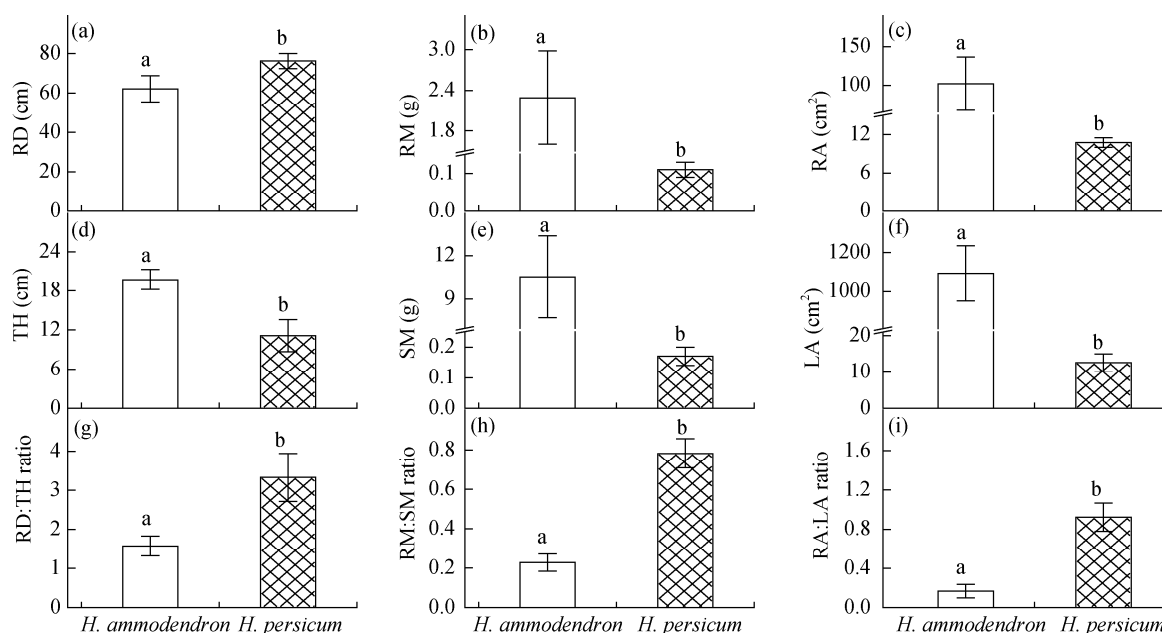 (a)
RD (cm)
80
60
40
20
0
a
b
(b)
RM (g)
3.0
2.4
1.8
0.1
0.0
a
b
(c)
RA (cm²)
150
100
12
6
0
a
b
(d)
TH (cm)
24
18
12
6
0
a
b
(e)
SM (g)
12
9
0.2
0.1
0.0
a
b
(f)
LA (cm²)
1200
1000
20
10
0
a
b
(g)
RD:TH ratio
4
3
2
1
0
a
b
H. ammodendron H. persicum
(h)
RM:SM ratio
0.8
0.6
0.4
0.2
0.0
a
b
H. ammodendron H. persicum
(i)
RA:LA ratio
1.6
1.2
0.8
0.4
0.0
a
b
H. ammodendron H. persicum